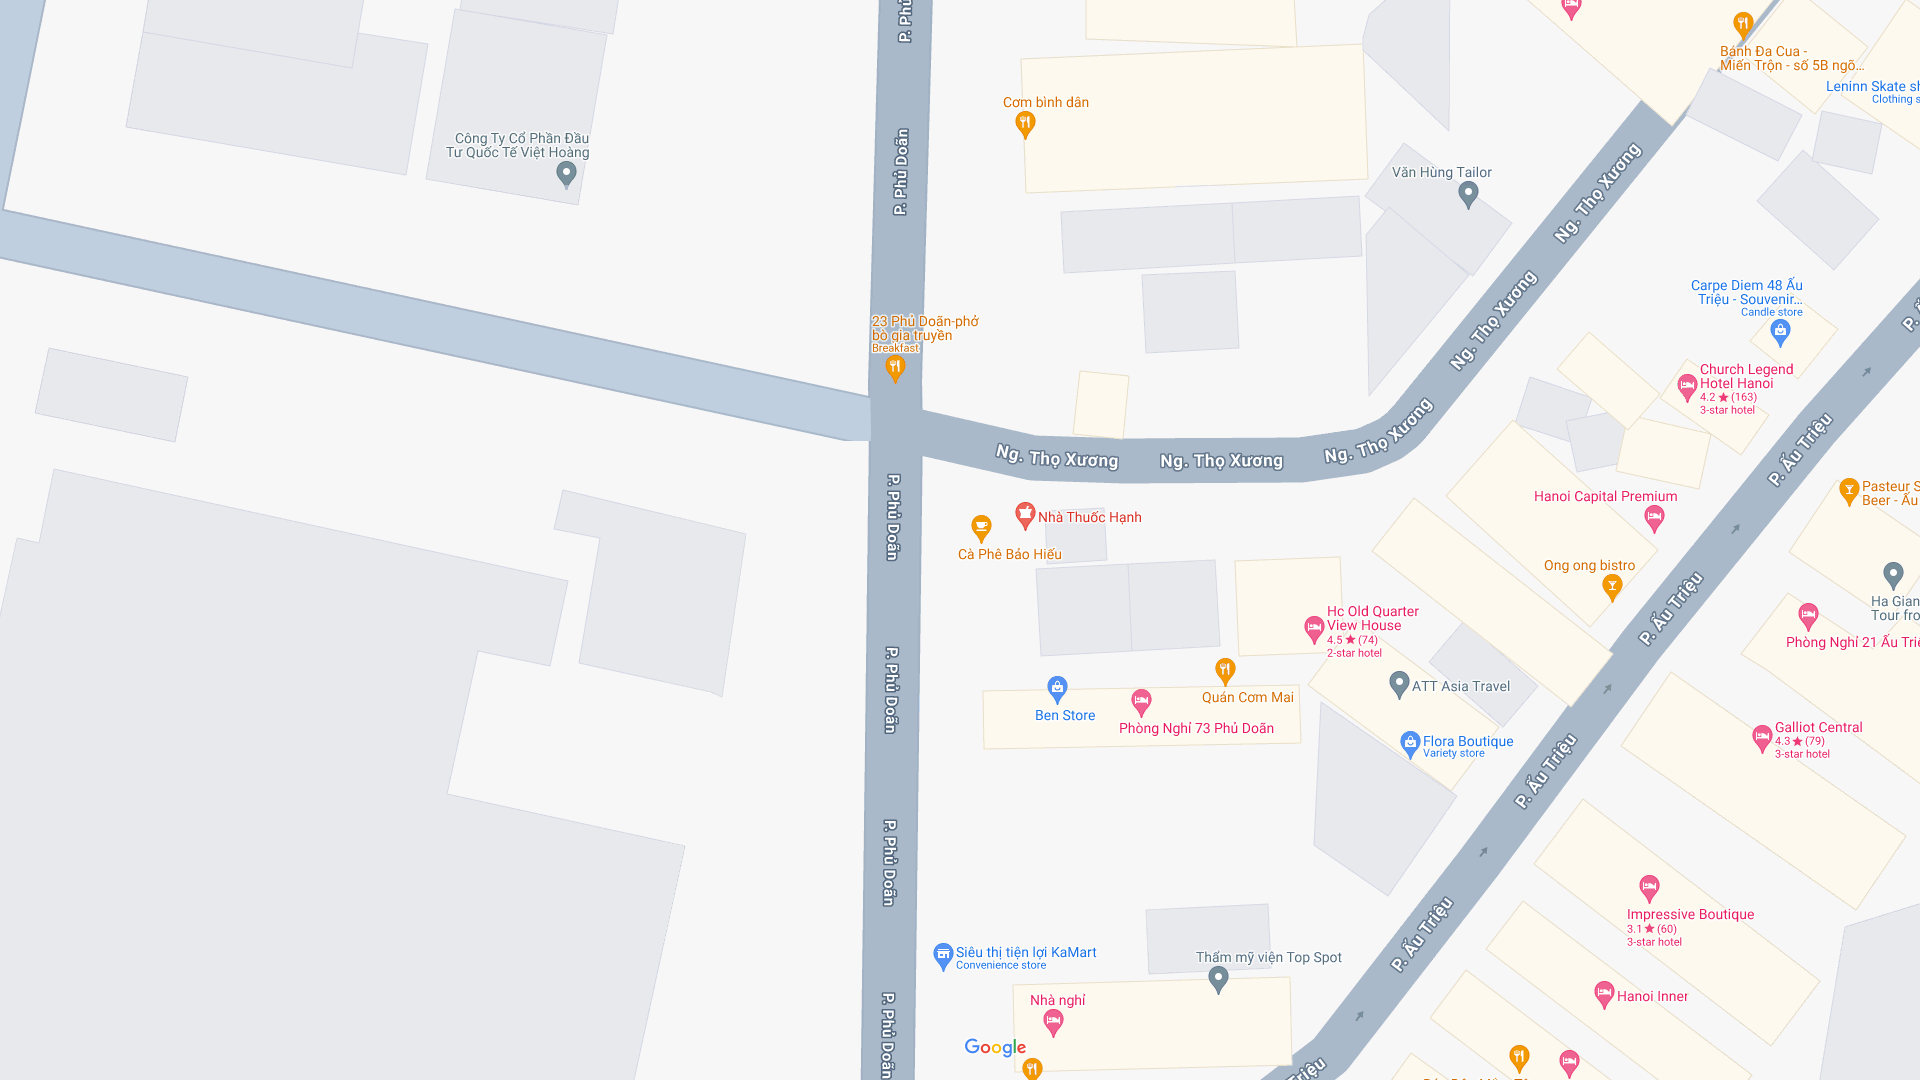 P. Phủ
Bánh Đa Cua -
Miến Trộn - số 5B ngõ...
Leninn Skate sh
Clothing s
Cơm bình dân
Công Ty Cổ Phần Đầu
Tư Quốc Tế Việt Hoàng
P. Phủ Doãn
Văn Hùng Tailor
Ng. Thọ Xương
Ng. Thọ Xương
Carpe Diem 48 Ấu
Triệu - Souvenir...
Candle store
23 Phủ Doãn-phở
bò gia truyền
Breakfast
Church Legend
Hotel Hanoi
4.2 ★ (163)
3-star hotel
Ng. Thọ Xương
Ng. Thọ Xương
Ng. Thọ Xương
P. Ấu Triệu
Hanoi Capital Premium
Pasteur S
Beer - Ấu
P. Phủ Doãn
Nhà Thuốc Hạnh
Cà Phê Bảo Hiếu
Ong ong bistro
P. Ấu Triệu
Ha Gian
Tour fro
Hc Old Quarter
View House
4.5 ★ (74)
2-star hotel
Phòng Nghỉ 21 Ấu Triệ
P. Phủ Doãn
ATT Asia Travel
Quán Cơm Mai
Ben Store
Phòng Nghỉ 73 Phủ Doãn
Flora Boutique
Variety store
Galliot Central
4.3 ★ (79)
3-star hotel
P. Ấu Triệu
P. Phủ Doãn
Impressive Boutique
3.1 ★ (60)
3-star hotel
P. Ấu Triệu
Siêu thị tiện lợi KaMart
Convenience store
Thẩm mỹ viện Top Spot
Nhà nghỉ
Hanoi Inner
P. Phủ Doãn
Google
Triệu